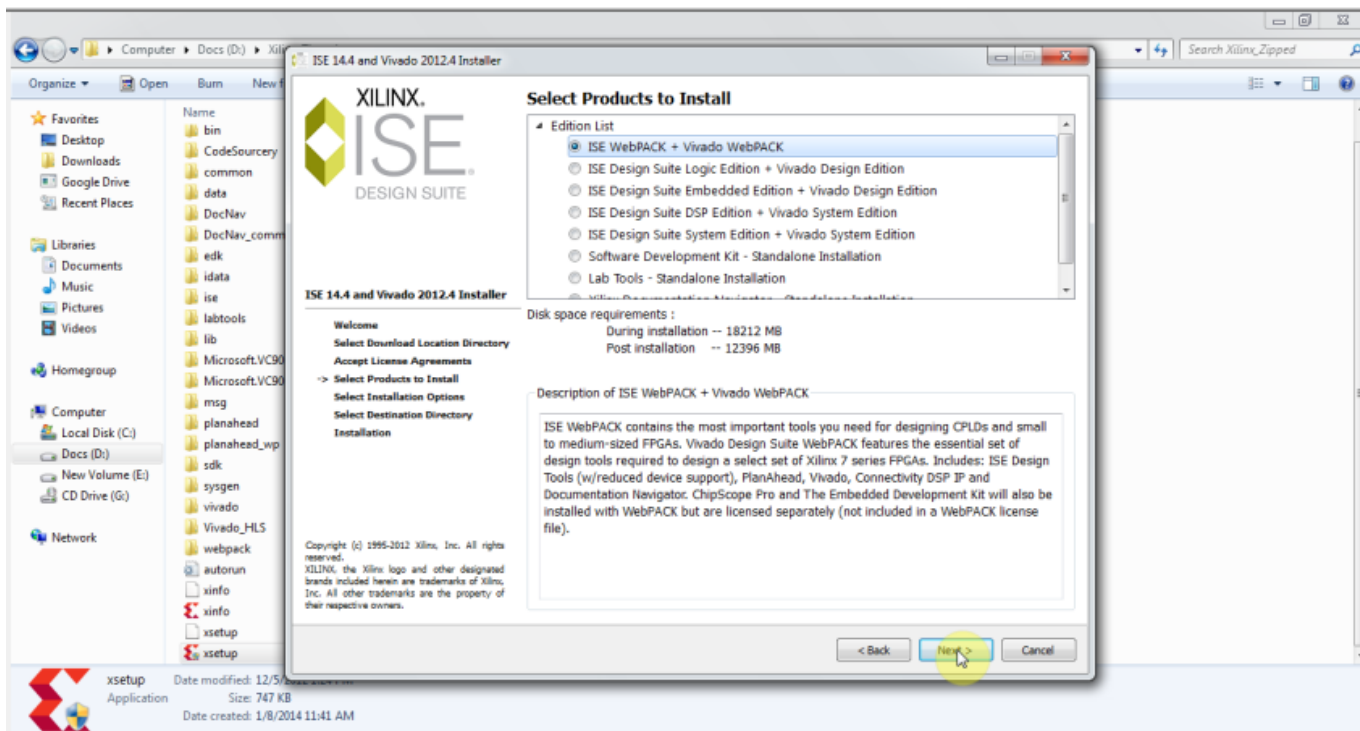 Computer ▸ Docs (D:) ▸
Search Xilinx_Zipped
Organize
Open
Burn
Favorites
Desktop
Downloads
Google Drive
Recent Places
Libraries
Documents
Music
Pictures
Videos
Homegroup
Computer
Local Disk (C:)
Docs (D:)
New Volume (E:)
CD Drive (G:)
Network
Name
bin
CodeSourcery
common
data
DocNav
DocNav_comm
edk
idata
ise
labtools
lib
Microsoft.VC90
Microsoft.VC90
msg
planahead
planahead_wp
sdk
sysgen
vivado
Vivado_HLS
webpack
autorun
xinfo
xinfo
xsetup
xsetup
ISE 14.4 and Vivado 2012.4 Installer
XILINX.
ISE.
DESIGN SUITE
ISE 14.4 and Vivado 2012.4 Installer
Welcome
Select Download Location Directory
Accept License Agreements
-> Select Products to Install
Select Installation Options
Select Destination Directory
Installation
Copyright (c) 1995-2012 Xilinx, Inc. All rights
reserved.
XILINX, the Xilinx logo and other designated
brands included herein are trademarks of Xilinx,
Inc. All other trademarks are the property of
their respective owners.
Select Products to Install
Edition List
ISE WebPACK + Vivado WebPACK
ISE Design Suite Logic Edition + Vivado Design Edition
ISE Design Suite Embedded Edition + Vivado Design Edition
ISE Design Suite DSP Edition + Vivado System Edition
ISE Design Suite System Edition + Vivado System Edition
Software Development Kit - Standalone Installation
Lab Tools - Standalone Installation
Disk space requirements :
During installation -- 18212 MB
Post installation -- 12396 MB
Description of ISE WebPACK + Vivado WebPACK
ISE WebPACK contains the most important tools you need for designing CPLDs and small
to medium-sized FPGAs. Vivado Design Suite WebPACK features the essential set of
design tools required to design a select set of Xilinx 7 series FPGAs. Includes: ISE Design
Tools (w/reduced device support), PlanAhead, Vivado, Connectivity DSP IP and
Documentation Navigator. ChipScope Pro and The Embedded Development Kit will also be
installed with WebPACK but are licensed separately (not included in a WebPACK license
file).
< Back
Next >
Cancel
xsetup
Application
Date modified:
Size: 747 KB
Date created: 1/8/2014 11:41 AM